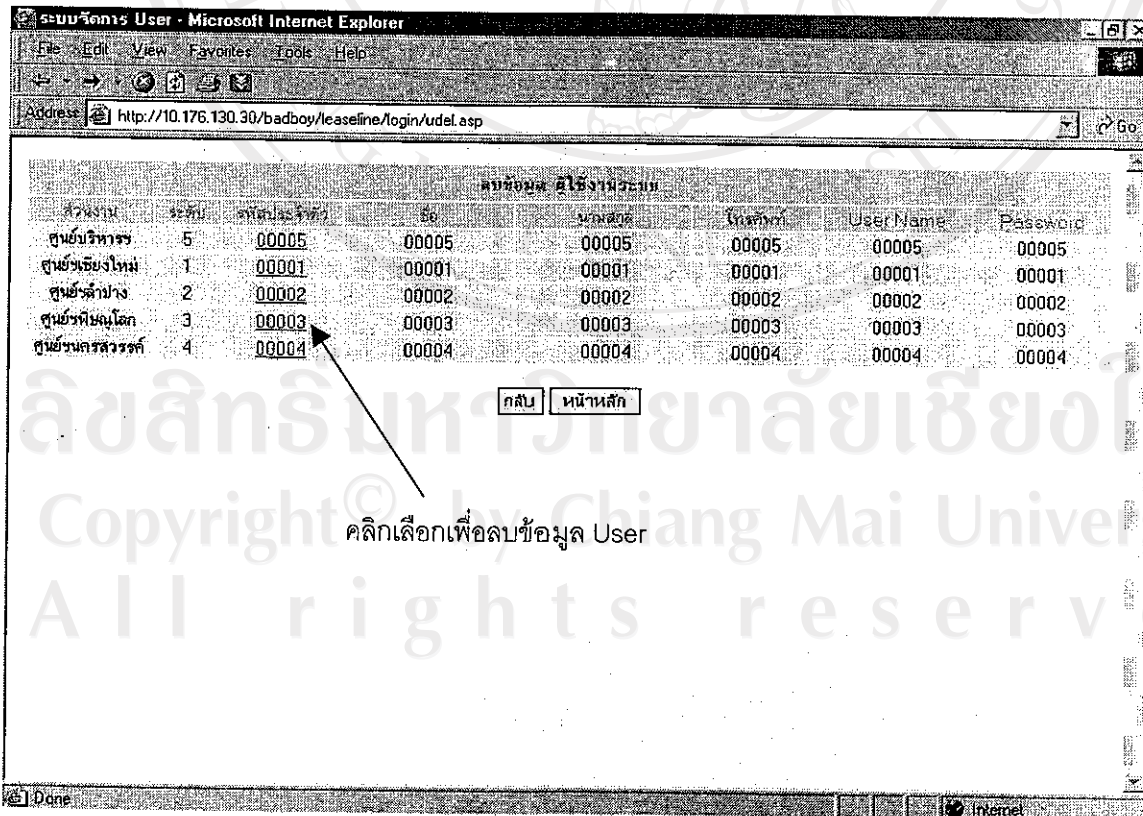 ระบบจัดการ User - Microsoft Internet Explorer
File Edit View Favorites Tools Help
Address http://10.176.130.30/badboy/leaseline/login/udel.asp Go
ลบข้อมูล ผู้ใช้งานระบบ
ส่วนงาน ระดับ รหัสประจำตัว ชื่อ นามสกุล โทรศัพท์ User Name Password
ศูนย์บริหารฯ 5 00005 00005 00005 00005 00005 00005
ศูนย์ฯเชียงใหม่ 1 00001 00001 00001 00001 00001 00001
ศูนย์ฯลำปาง 2 00002 00002 00002 00002 00002 00002
ศูนย์ฯพิษณุโลก 3 00003 00003 00003 00003 00003 00003
ศูนย์ฯนครสวรรค์ 4 00004 00004 00004 00004 00004 00004
กลับ หน้าหลัก
ลิขสิทธิ์มหาวิทยาลัยเชียงใ
Copyright© by Chiang Mai Univer
คลิกเลือกเพื่อลบข้อมูล User
All rights reserv
Done Internet